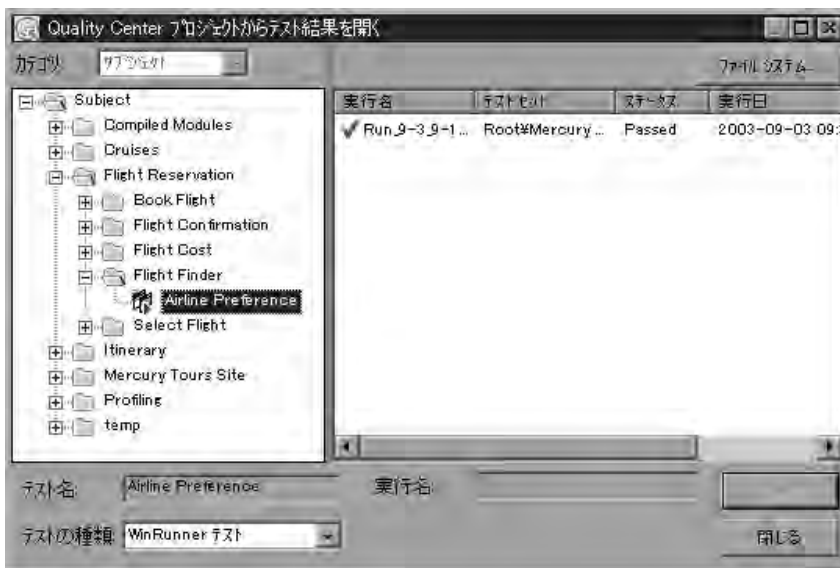 Quality Center プロジェクトからテスト結果を開く
カテゴリ: サブジェクト
ファイル システム...
Subject
Compiled Modules
Cruises
Flight Reservation
Book Flight
Flight Confirmation
Flight Cost
Flight Finder
Airline Preference
Select Flight
Itinerary
Mercury Tours Site
Profiling
temp
実行名 テスト セット ステータス 実行日
Run_9-3_9-1... Root¥Mercury ... Passed 2003-09-03 09:
テスト名: Airline Preference 実行名:
テストの種類: WinRunner テスト
閉じる